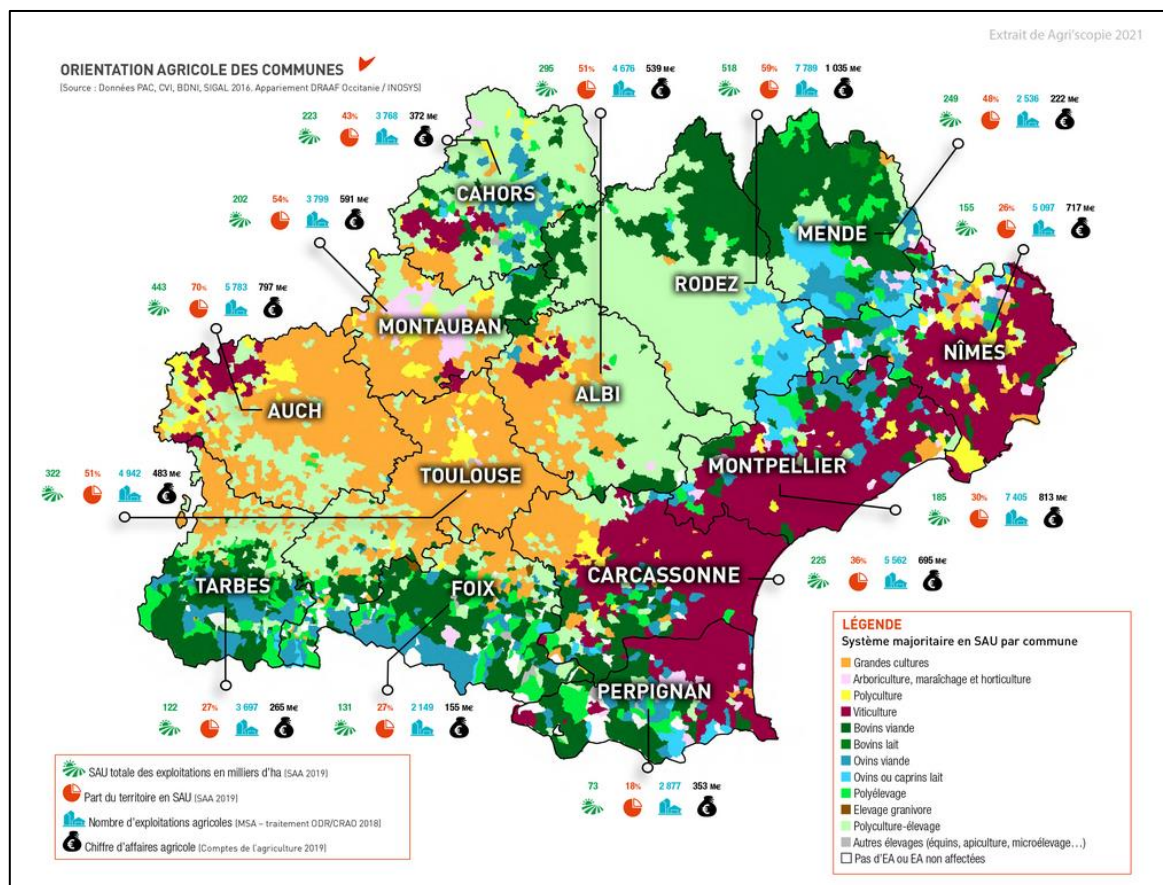 Extrait de Agri'scopie 2021
ORIENTATION AGRICOLE DES COMMUNES
(Source : Données PAC, CVI, BDNI, SIGAL 2016, Appariement DRAAF Occitanie / INOSYS)
295 51% 4 676 539 M€
518 59% 7 789 1 035 M€
249 48% 2 536 222 M€
223 43% 3 768 372 M€
202 54% 3 799 591 M€
155 26% 5 097 717 M€
443 70% 5 783 797 M€
322 51% 4 942 483 M€
185 30% 7 405 813 M€
225 36% 5 562 695 M€
122 27% 3 697 265 M€
131 27% 2 149 155 M€
73 18% 2 877 353 M€
CAHORS
MENDE
RODEZ
MONTAUBAN
NÎMES
ALBI
AUCH
MONTPELLIER
TOULOUSE
CARCASSONNE
TARBES
FOIX
PERPIGNAN
SAU totale des exploitations en milliers d'ha (SAA 2019)
Part du territoire en SAU (SAA 2019)
Nombre d'exploitations agricoles (MSA – traitement ODR/CRAO 2018)
Chiffre d'affaires agricole (Comptes de l'agriculture 2019)
LÉGENDE
Système majoritaire en SAU par commune
Grandes cultures
Arboriculture, maraîchage et horticulture
Polyculture
Viticulture
Bovins viande
Bovins lait
Ovins viande
Ovins ou caprins lait
Polyélevage
Elevage granivore
Polyculture-élevage
Autres élevages (équins, apiculture, microélevage…)
Pas d'EA ou EA non affectées